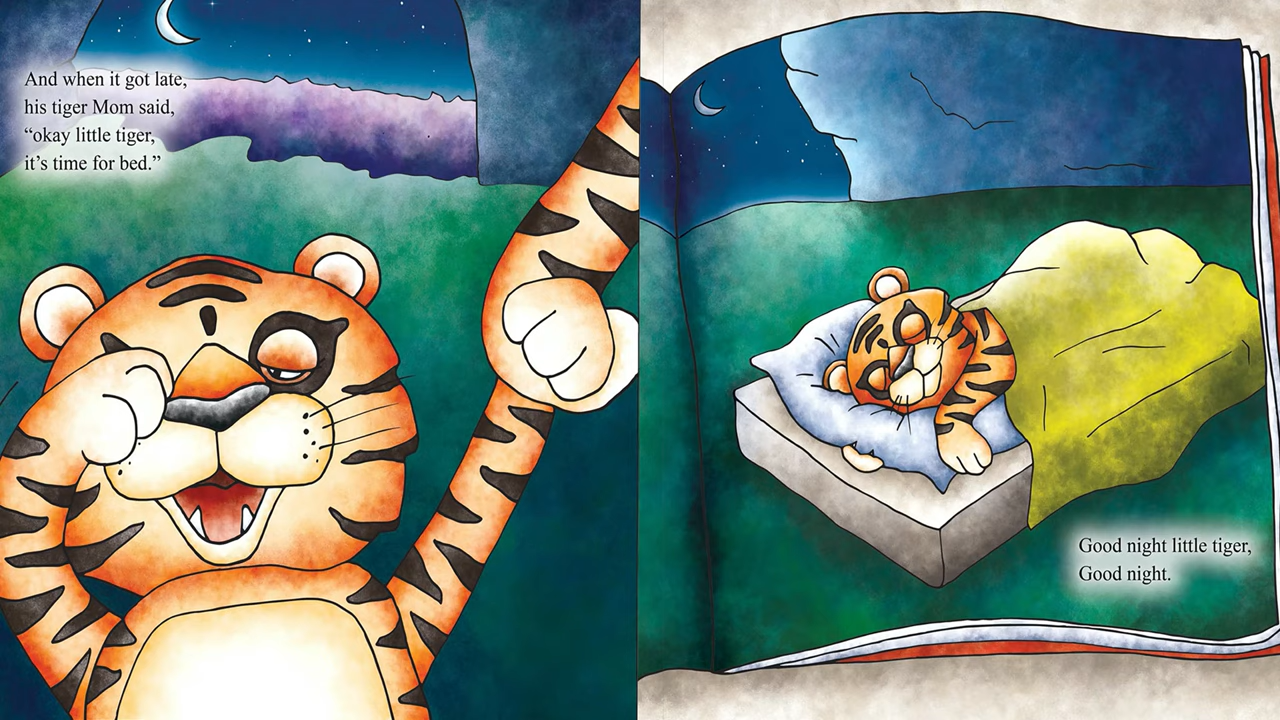 And when it got late,
his tiger Mom said,
“okay little tiger,
it’s time for bed.”
Good night little tiger,
Good night.